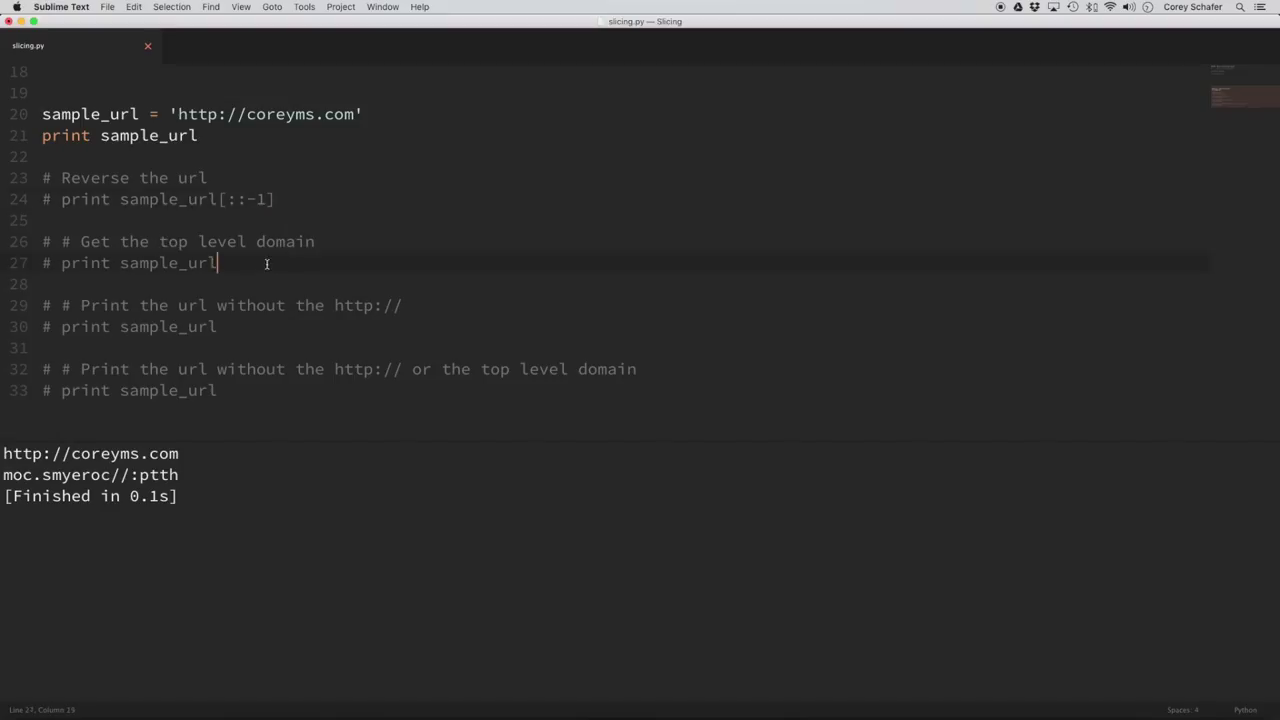 Sublime Text File Edit Selection Find View Goto Tools Project Window Help Corey Schafer
slicing.py — Slicing
slicing.py
18
19
20 sample_url = 'http://coreyms.com'
21 print sample_url
22
23 # Reverse the url
24 # print sample_url[::-1]
25
26 # # Get the top level domain
27 # print sample_url
28
29 # # Print the url without the http://
30 # print sample_url
31
32 # # Print the url without the http:// or the top level domain
33 # print sample_url
http://coreyms.com
moc.smyeroc//:ptth
[Finished in 0.1s]
Line 27, Column 19 Spaces: 4 Python